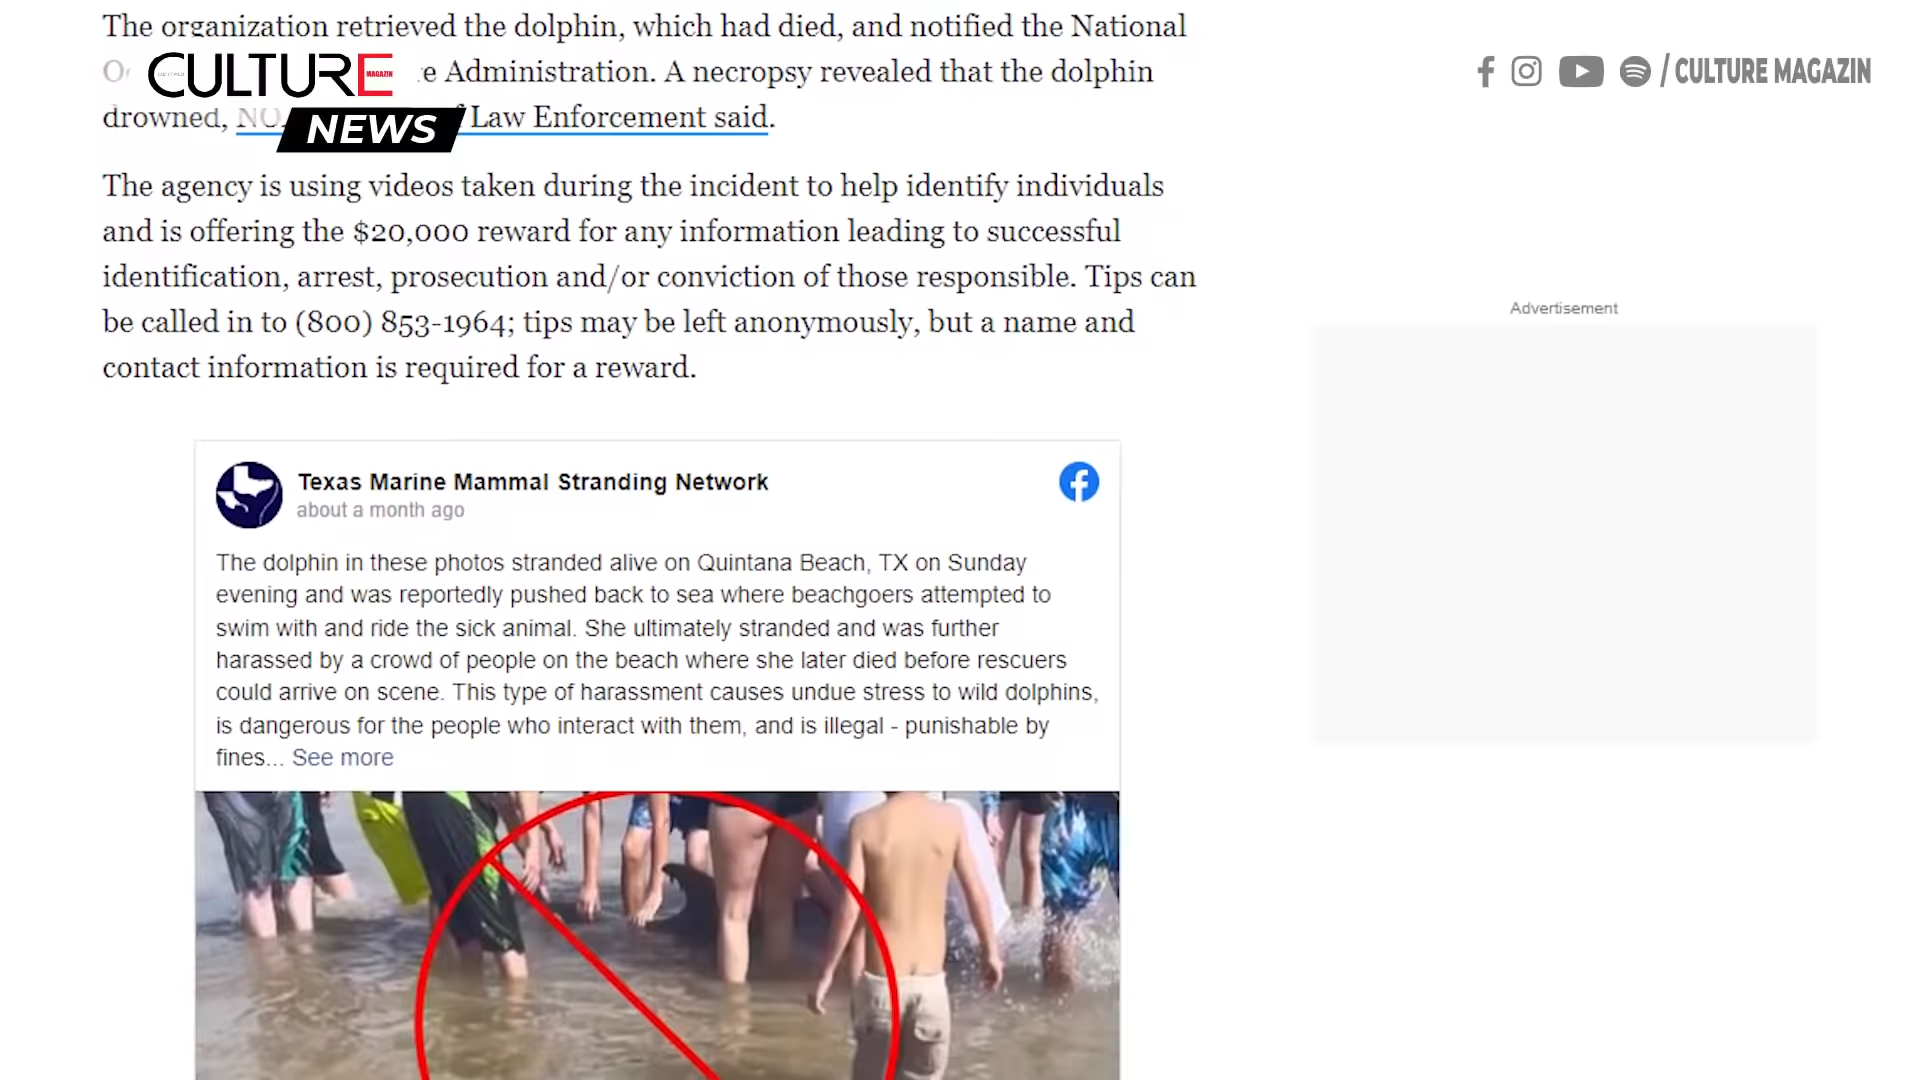 The organization retrieved the dolphin, which had died, and notified the National
CULTURE MAGAZIN
e Administration. A necropsy revealed that the dolphin
/ CULTURE MAGAZIN
drowned, NO
NEWS
Law Enforcement said.
The agency is using videos taken during the incident to help identify individuals
and is offering the $20,000 reward for any information leading to successful
identification, arrest, prosecution and/or conviction of those responsible. Tips can
be called in to (800) 853-1964; tips may be left anonymously, but a name and
contact information is required for a reward.
Advertisement
Texas Marine Mammal Stranding Network
about a month ago
The dolphin in these photos stranded alive on Quintana Beach, TX on Sunday
evening and was reportedly pushed back to sea where beachgoers attempted to
swim with and ride the sick animal. She ultimately stranded and was further
harassed by a crowd of people on the beach where she later died before rescuers
could arrive on scene. This type of harassment causes undue stress to wild dolphins,
is dangerous for the people who interact with them, and is illegal - punishable by
fines... See more